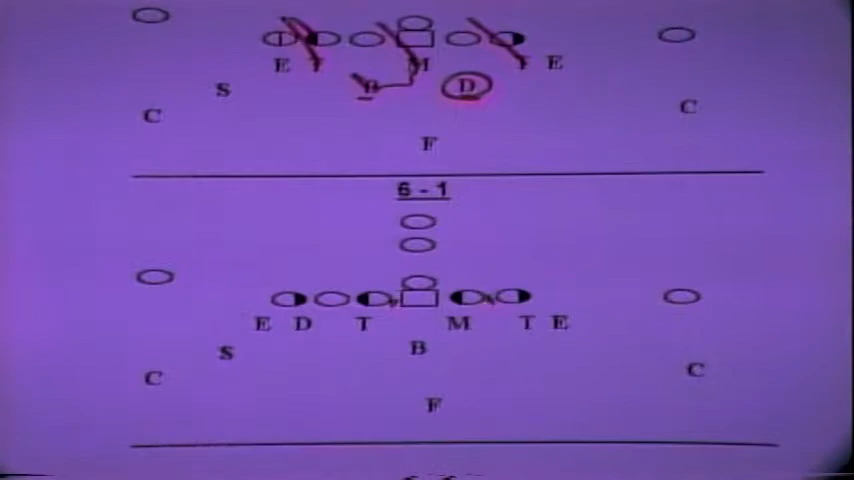 E T M T E
S B D
C C
F
6 - 1
E D T M T E
S B
C C
F